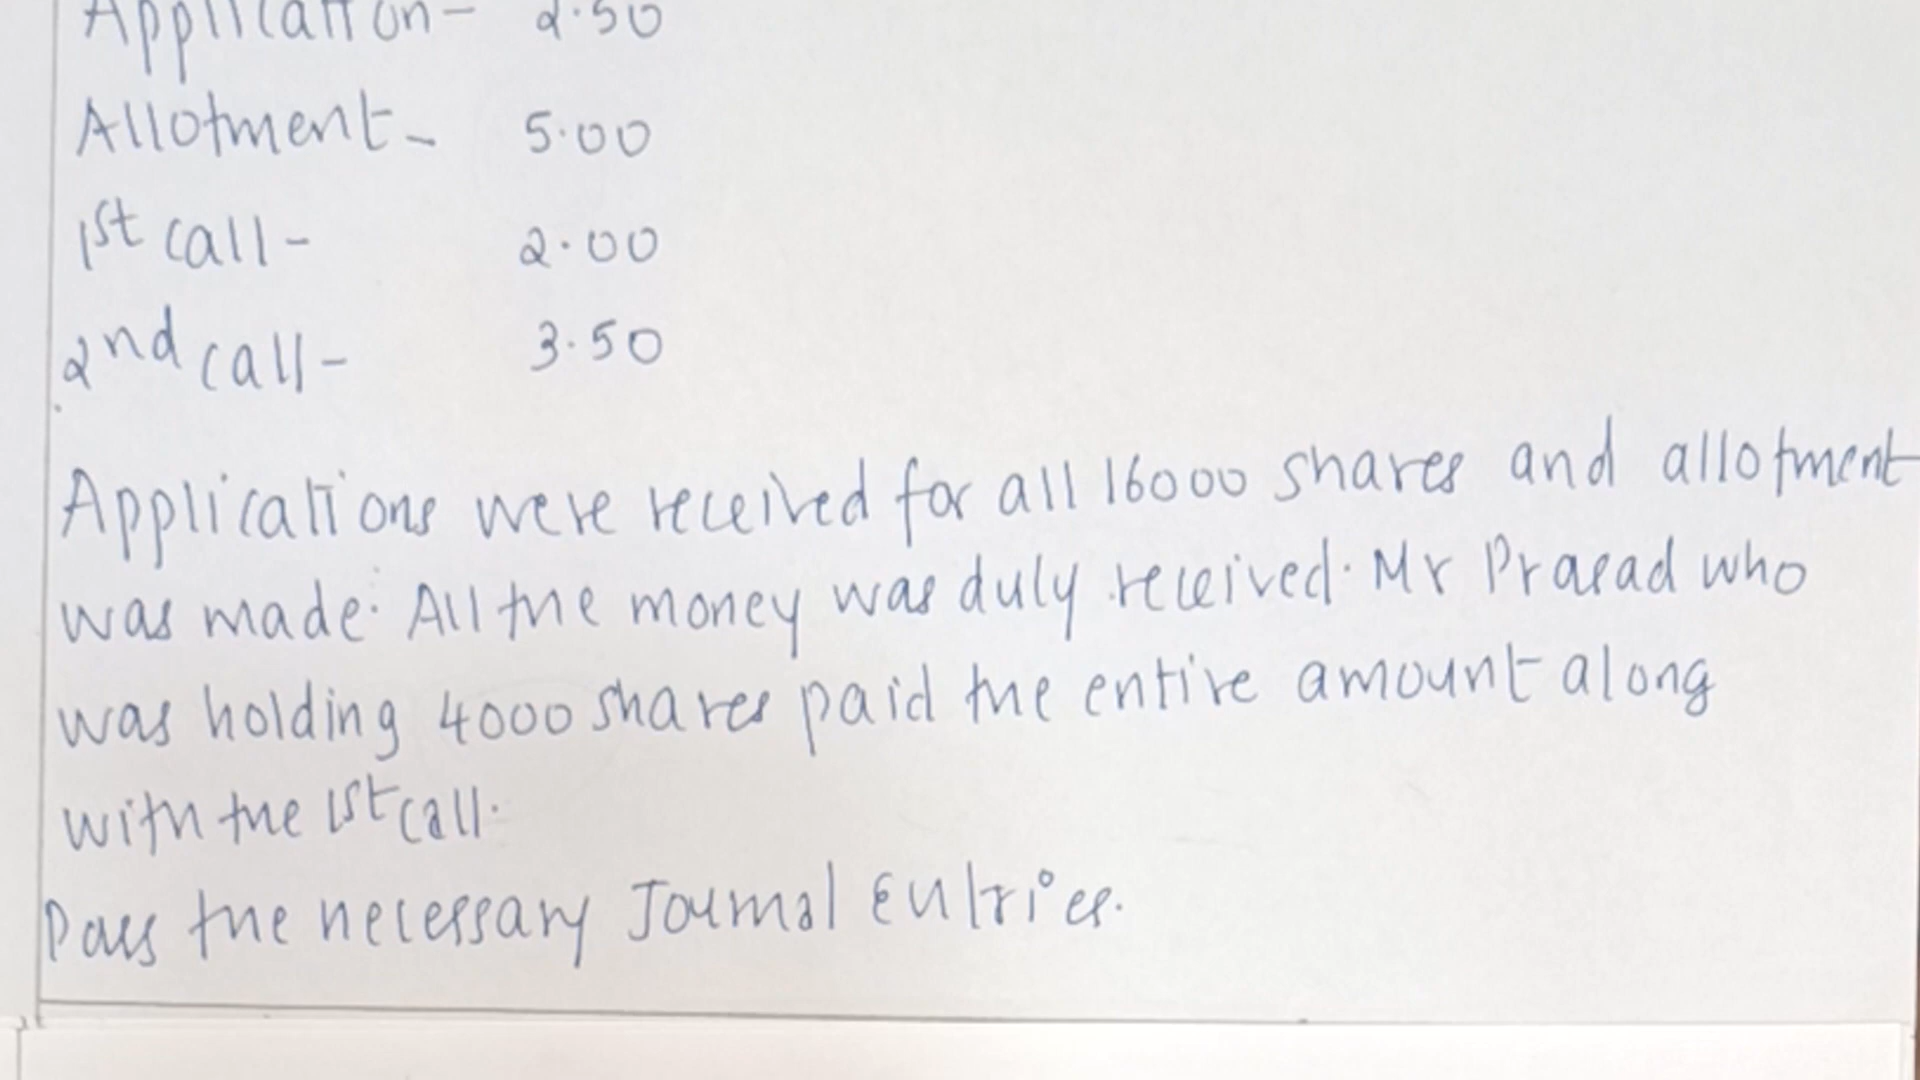 Application- 2.50
Allotment- 5.00
1st call- 2.00
2nd call- 3.50
Applications were received for all 16000 shares and allotment
was made. All the money was duly received. Mr Prasad who
was holding 4000 shares paid the entire amount along
with the 1st call.
Pass the necessary Journal Entries.